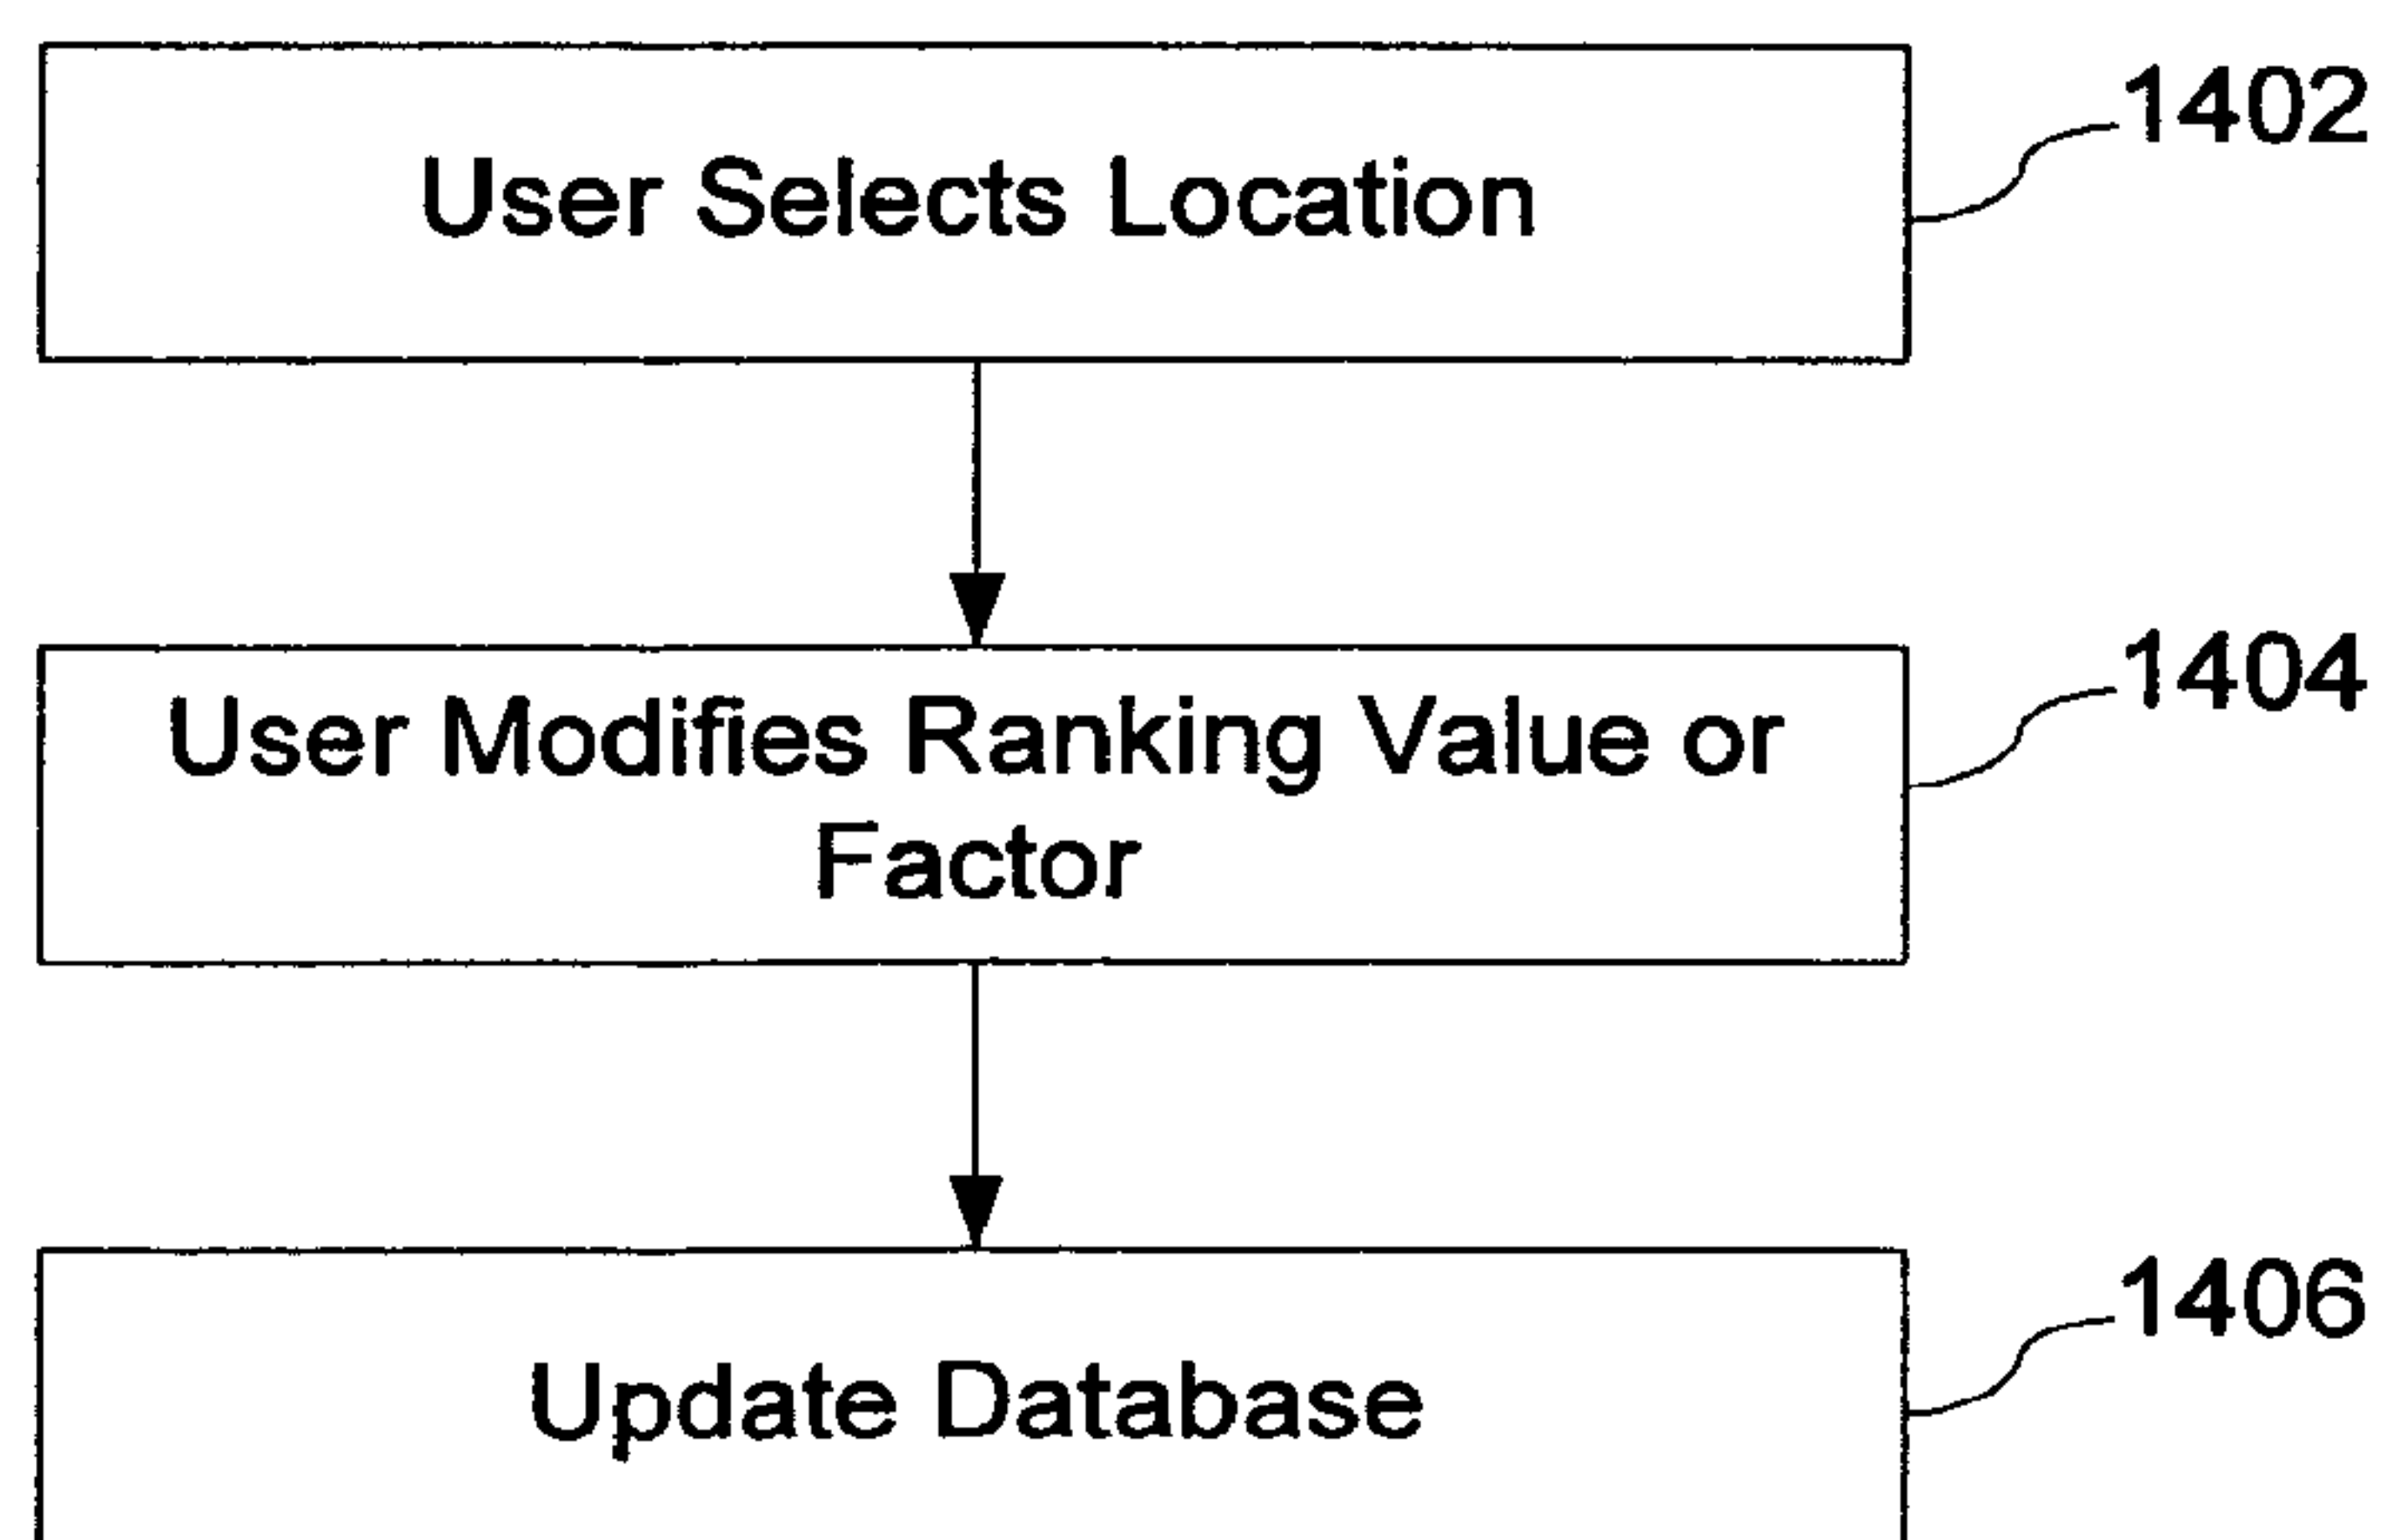 User Selects Location
1402
User Modifies Ranking Value or
Factor
1404
Update Database
1406